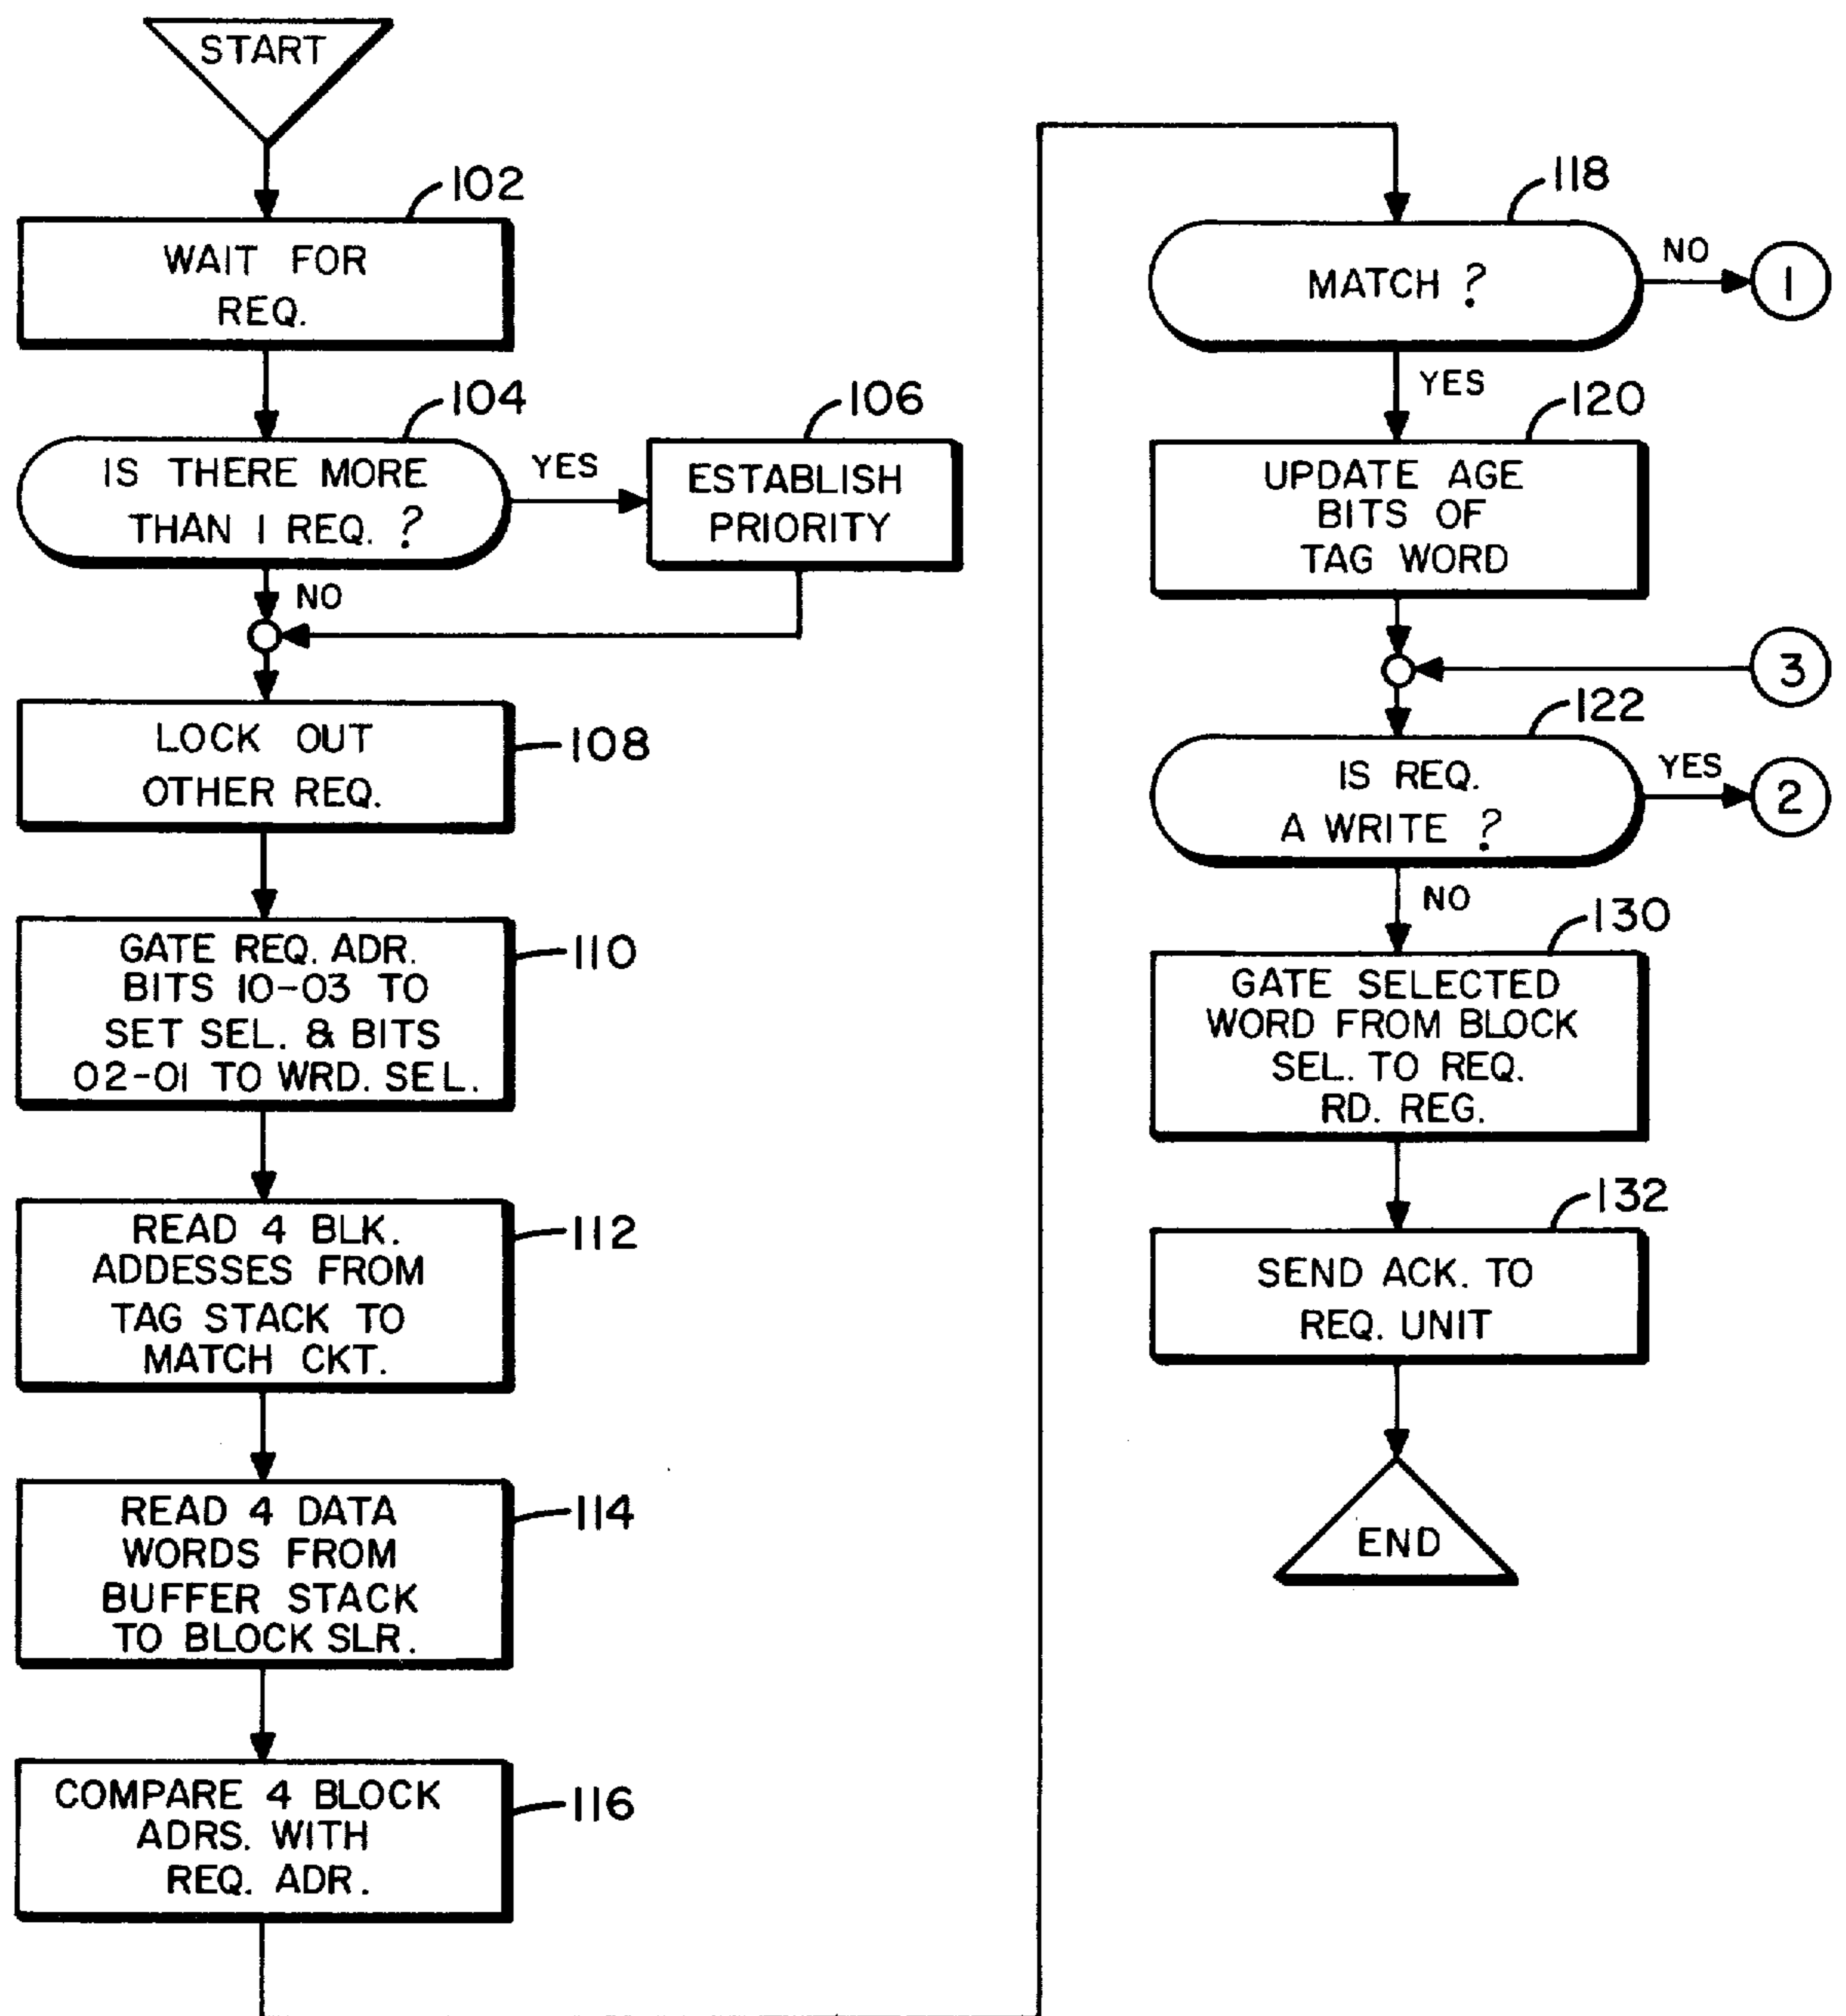 START
102
WAIT FOR
REQ.
104
IS THERE MORE
THAN 1 REQ. ?
YES
106
ESTABLISH
PRIORITY
NO
LOCK OUT
OTHER REQ.
108
GATE REQ. ADR.
BITS 10-03 TO
SET SEL. & BITS
02-01 TO WRD. SEL.
110
READ 4 BLK.
ADDESSES FROM
TAG STACK TO
MATCH CKT.
112
READ 4 DATA
WORDS FROM
BUFFER STACK
TO BLOCK SLR.
114
COMPARE 4 BLOCK
ADRS. WITH
REQ. ADR.
116
118
MATCH ?
NO
1
YES
120
UPDATE AGE
BITS OF
TAG WORD
3
122
IS REQ.
A WRITE ?
YES
2
NO
130
GATE SELECTED
WORD FROM BLOCK
SEL. TO REQ.
RD. REG.
132
SEND ACK. TO
REQ. UNIT
END